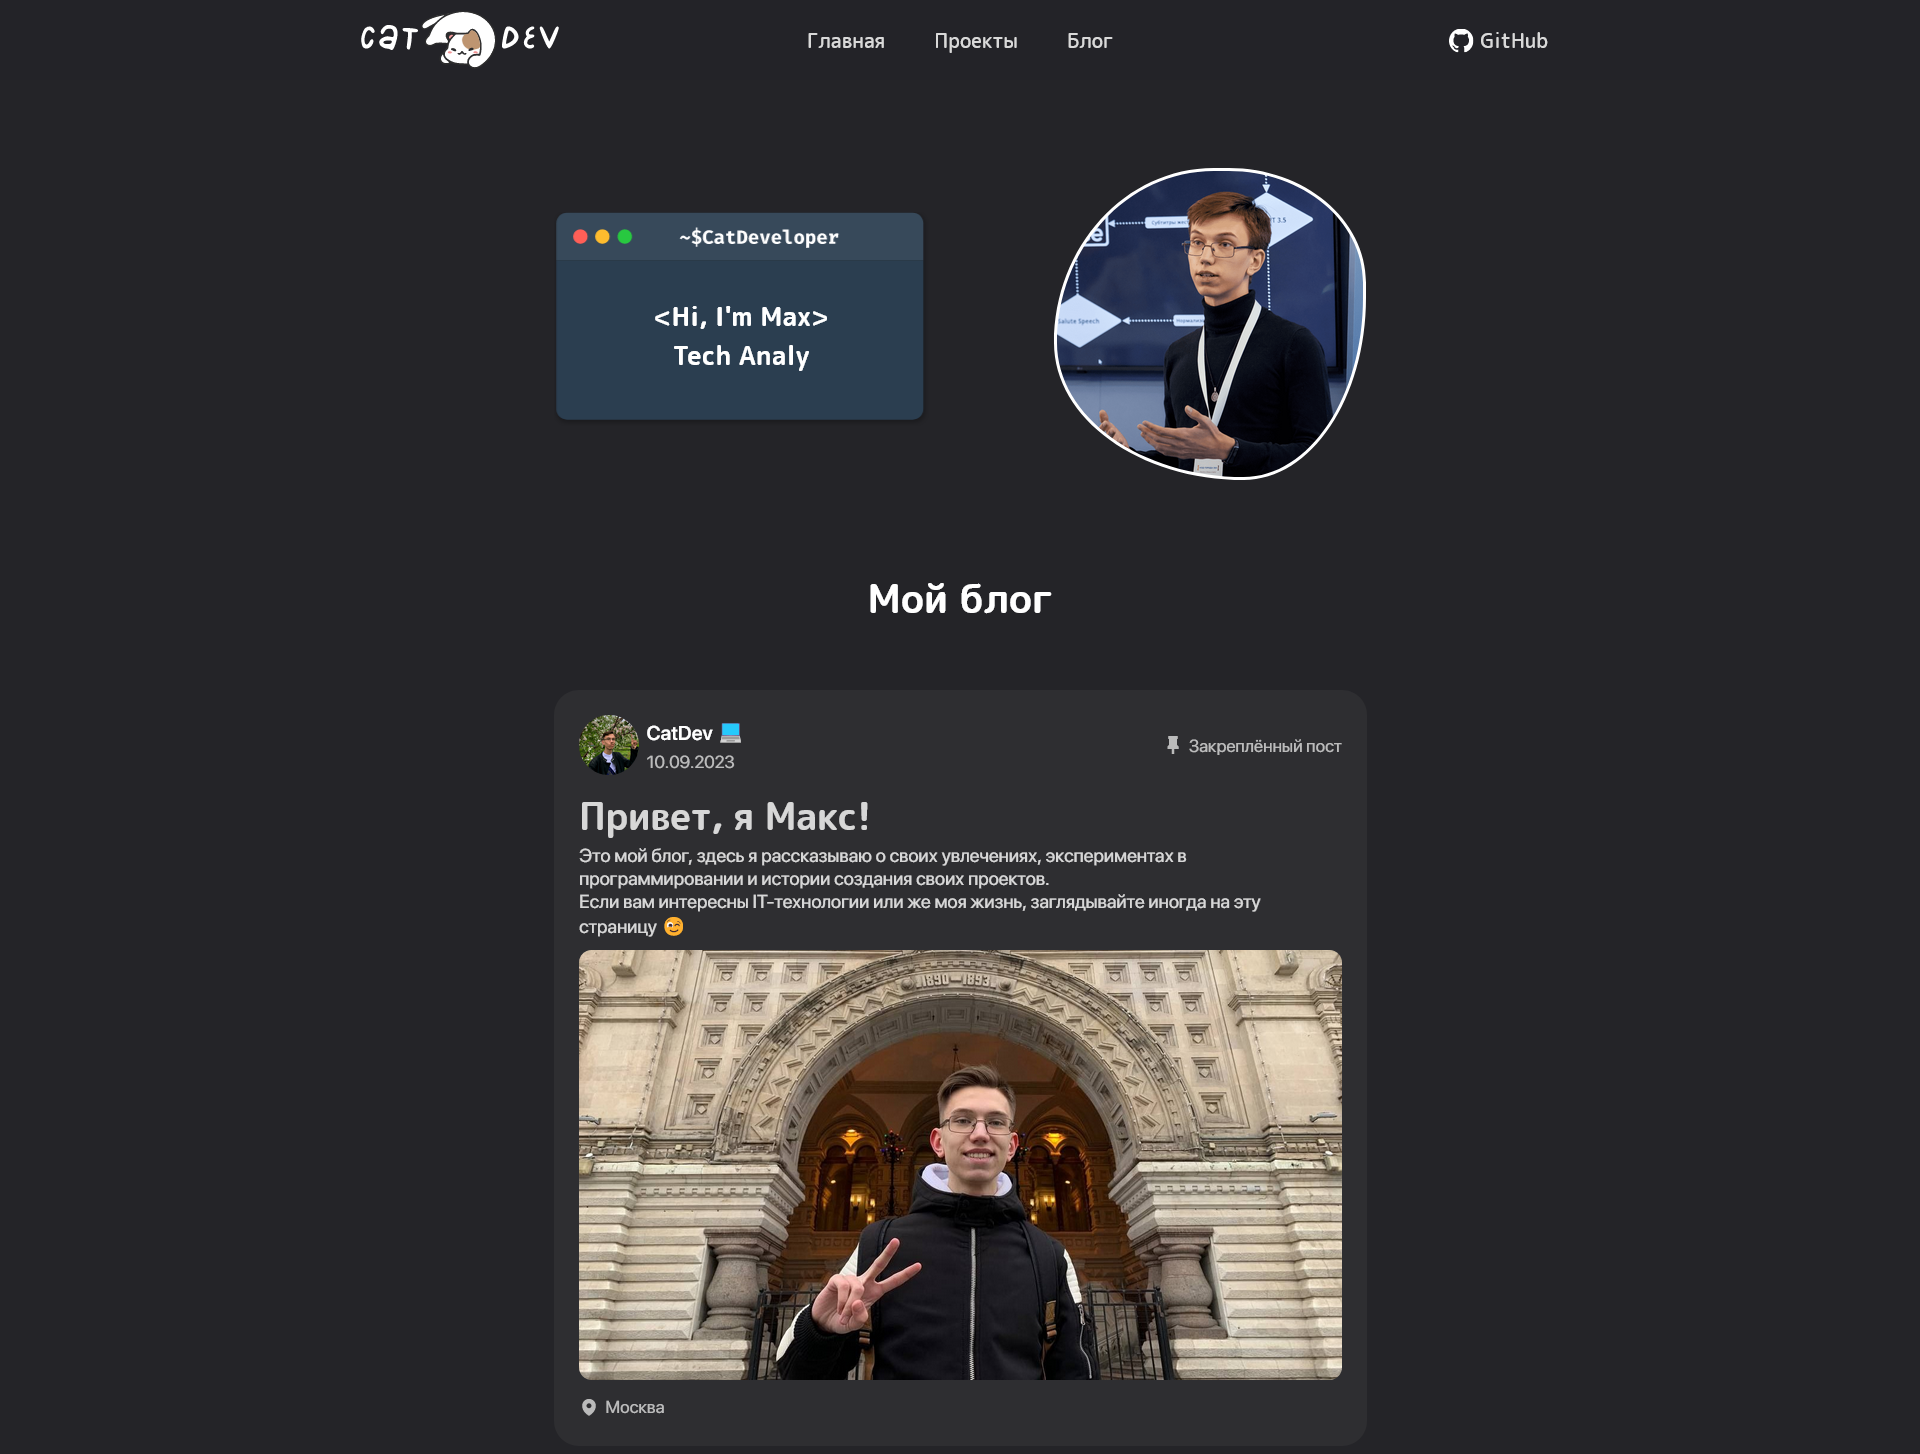 CAT DEV
Главная
Проекты
Блог
GitHub
~$CatDeveloper
<Hi, I'm Max>
Tech Analy
Salute Speech
Мой блог
CatDev
10.09.2023
Закреплённый пост
Привет, я Макс!
Это мой блог, здесь я рассказываю о своих увлечениях, экспериментах в
программировании и истории создания своих проектов.
Если вам интересны IT-технологии или же моя жизнь, заглядывайте иногда на эту
страницу
1890—1893
Москва